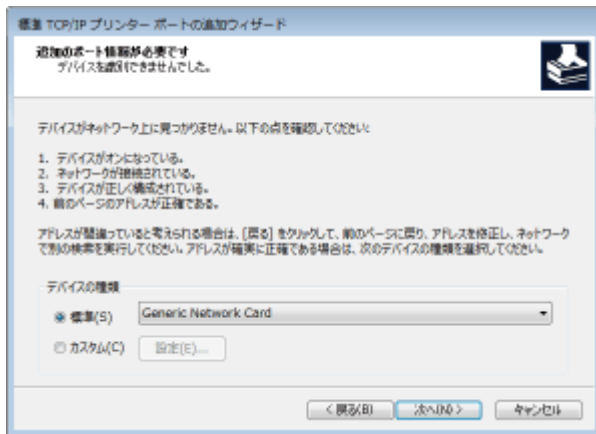 標準 TCP/IP プリンター ポートの追加ウィザード
追加のポート情報が必要です
デバイスを識別できませんでした。
デバイスがネットワーク上に見つかりません。以下の点を確認してください:
1. デバイスがオンになっている。
2. ネットワークが接続されている。
3. デバイスが正しく構成されている。
4. 前のページのアドレスが正確である。
アドレスが間違っていると考えられる場合は、[戻る] をクリックして、前のページに戻り、アドレスを修正し、ネットワーク
で別の検索を実行してください。アドレスが確実に正確である場合は、次のデバイスの種類を選択してください。
デバイスの種類
標準(S)
Generic Network Card
カスタム(C)
設定(E)...
< 戻る(B)
次へ(N) >
キャンセル